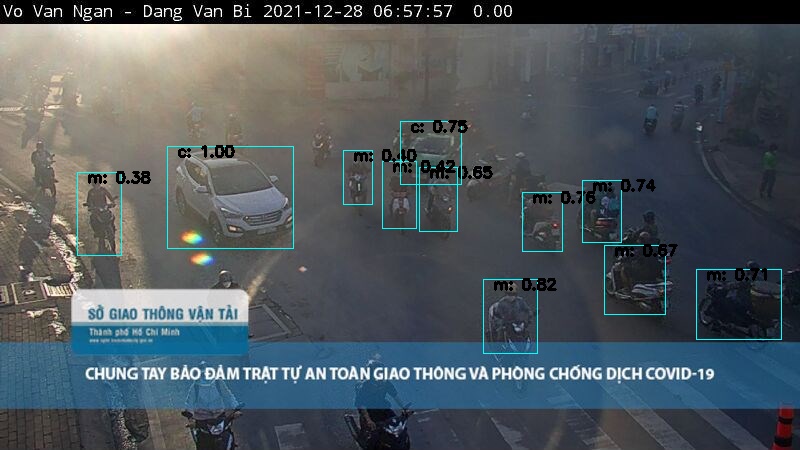 Vo Van Ngan - Dang Van Bi 2021-12-28 06:57:57 0.00
c: 0.75
c: 1.00
m: 0.40
m: 0.42
m: 0.65
m: 0.38
m: 0.74
m: 0.76
m: 0.67
m: 0.71
m: 0.82
SỞ GIAO THÔNG VẬN TẢI
Thành phố Hồ Chí Minh
CHUNG TAY BẢO ĐẢM TRẬT TỰ AN TOÀN GIAO THÔNG VÀ PHÒNG CHỐNG DỊCH COVID-19